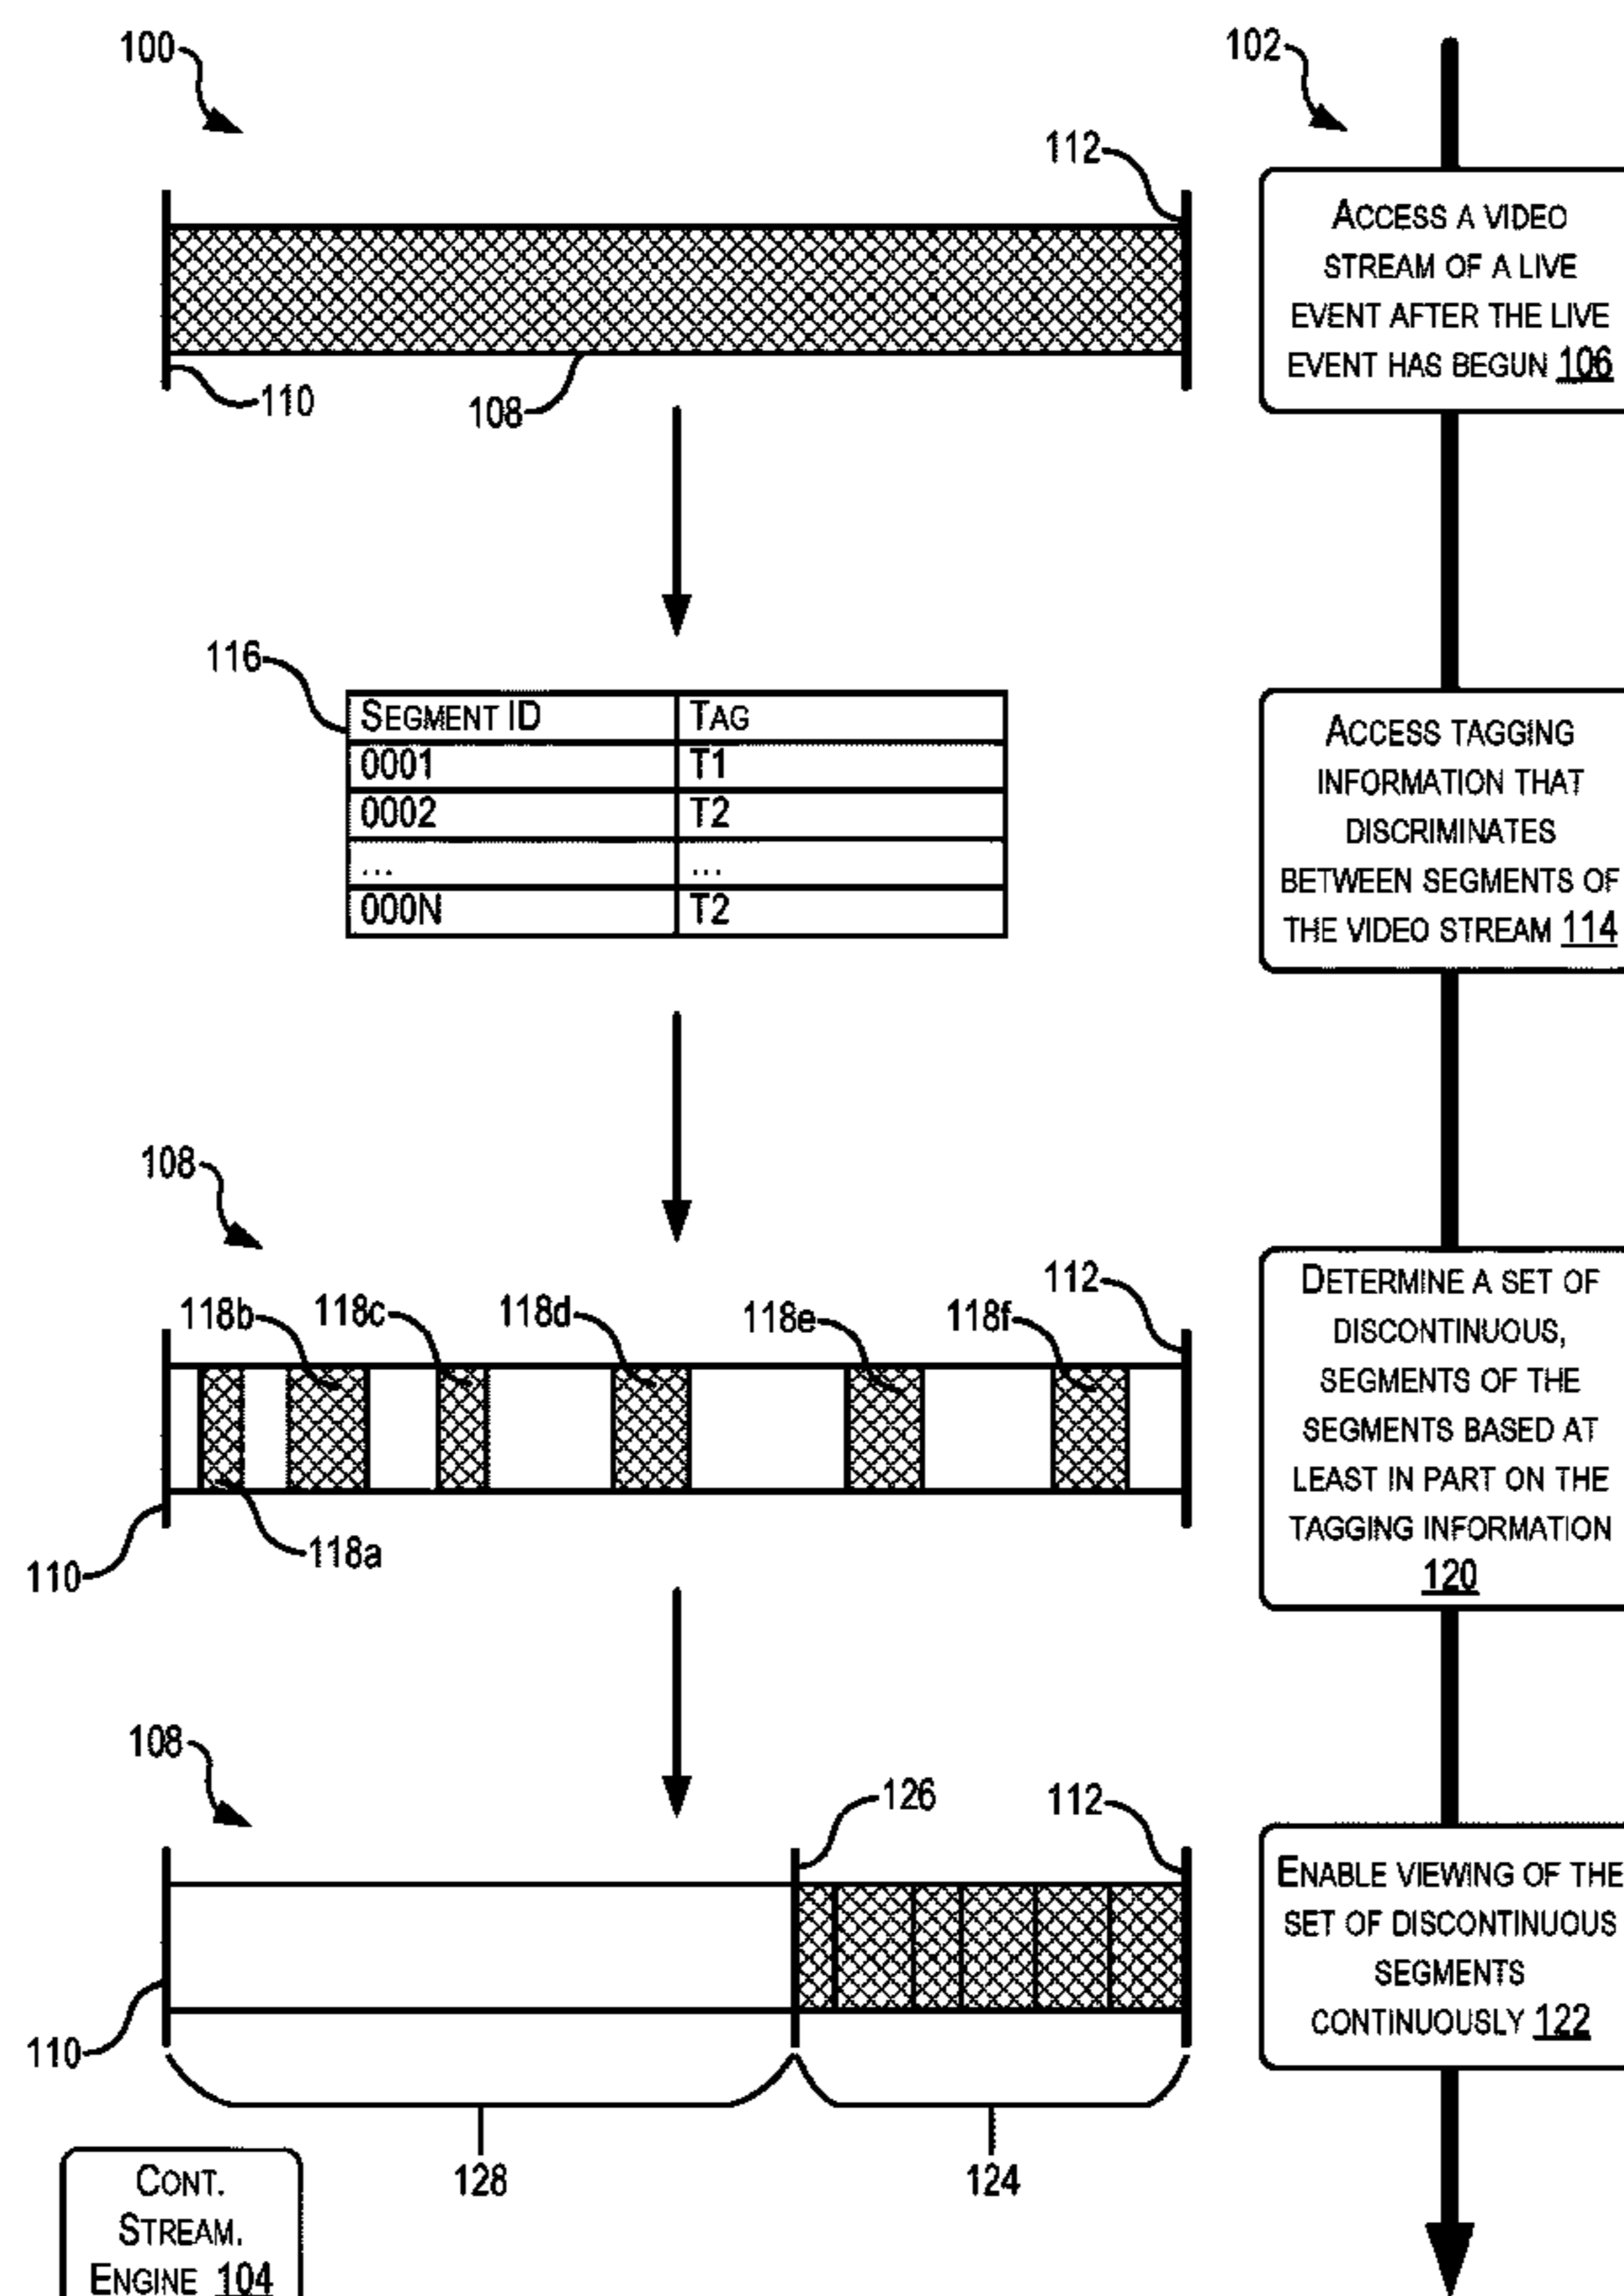 100
102
112
ACCESS A VIDEO
STREAM OF A LIVE
EVENT AFTER THE LIVE
EVENT HAS BEGUN 106
110
108
116
SEGMENT ID TAG
0001 T1
0002 T2
... ...
000N T2
ACCESS TAGGING
INFORMATION THAT
DISCRIMINATES
BETWEEN SEGMENTS OF
THE VIDEO STREAM 114
108
118b
118c
118d
118e
118f
112
118a
110
DETERMINE A SET OF
DISCONTINUOUS,
SEGMENTS OF THE
SEGMENTS BASED AT
LEAST IN PART ON THE
TAGGING INFORMATION
120
108
126
112
110
128
124
ENABLE VIEWING OF THE
SET OF DISCONTINUOUS
SEGMENTS
CONTINUOUSLY 122
CONT.
STREAM.
ENGINE 104